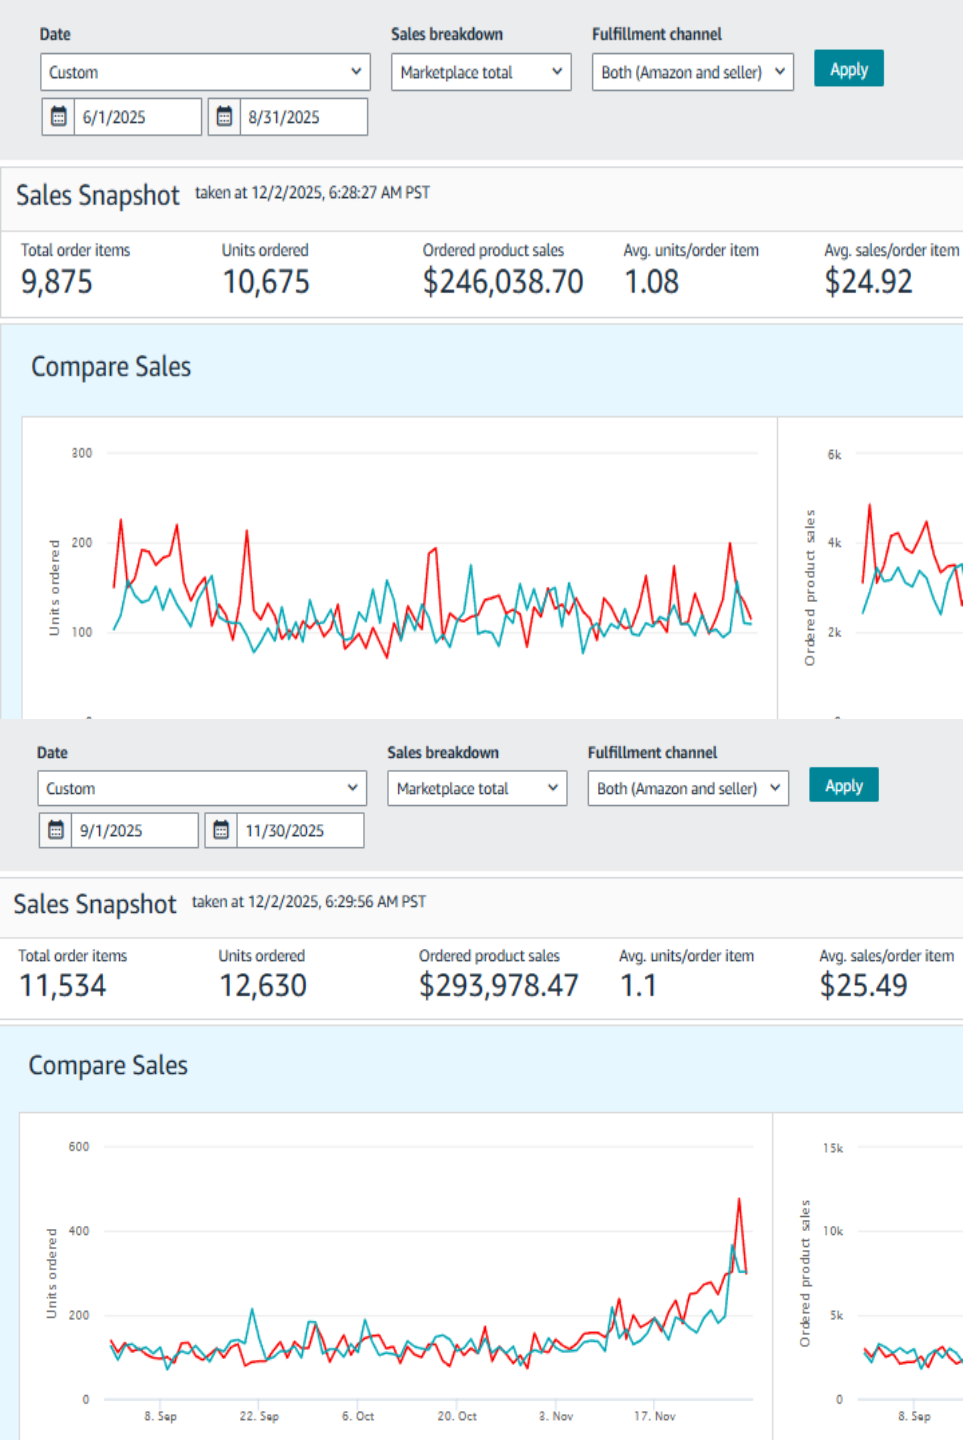 Date
Sales breakdown
Fulfillment channel
Custom
Marketplace total
Both (Amazon and seller)
Apply
6/1/2025
8/31/2025
Sales Snapshot taken at 12/2/2025, 6:28:27 AM PST
Total order items
Units ordered
Ordered product sales
Avg. units/order item
Avg. sales/order item
9,875
10,675
$246,038.70
1.08
$24.92
Compare Sales
300
200
100
Units ordered
6k
4k
2k
Ordered product sales
Date
Sales breakdown
Fulfillment channel
Custom
Marketplace total
Both (Amazon and seller)
Apply
9/1/2025
11/30/2025
Sales Snapshot taken at 12/2/2025, 6:29:56 AM PST
Total order items
Units ordered
Ordered product sales
Avg. units/order item
Avg. sales/order item
11,534
12,630
$293,978.47
1.1
$25.49
Compare Sales
600
400
200
0
Units ordered
8. Sep
22. Sep
6. Oct
20. Oct
3. Nov
17. Nov
15k
10k
5k
0
Ordered product sales
8. Sep